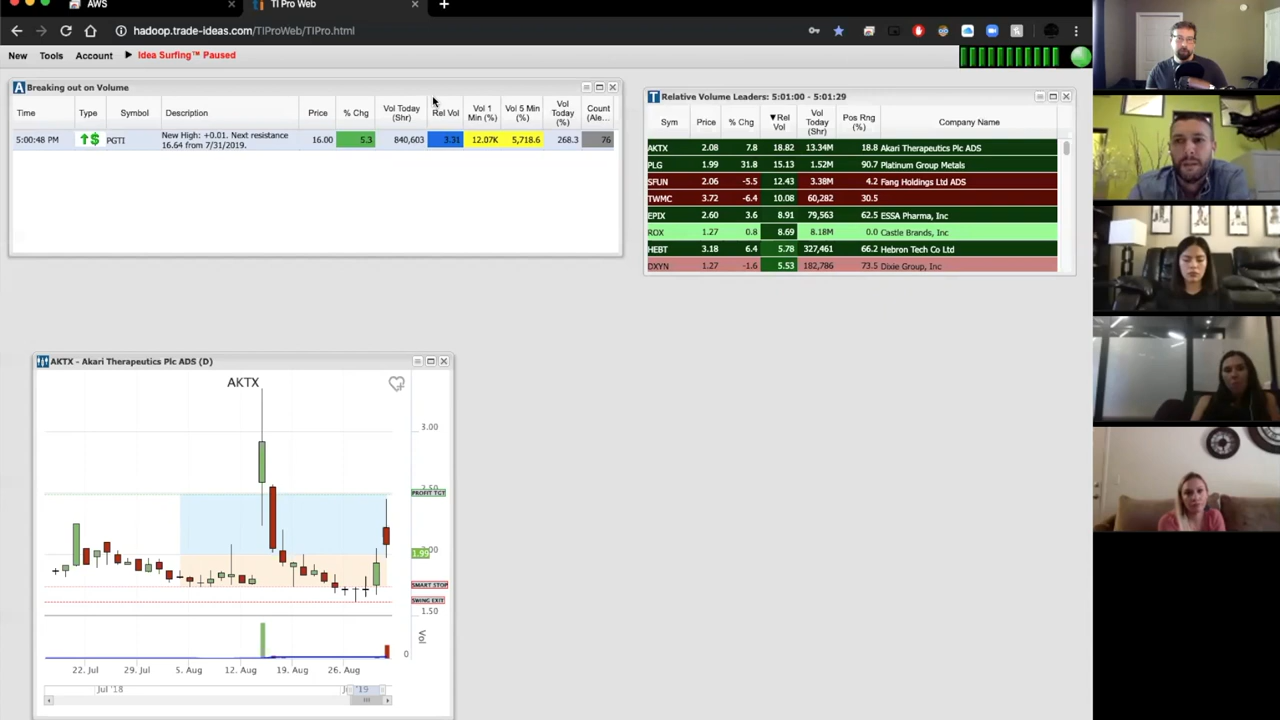 AWS
TI Pro Web
hadoop.trade-ideas.com/TIProWeb/TIPro.html
New Tools Account Idea Surfing™ Paused
Breaking out on Volume
Time Type Symbol Description Price % Chg Vol Today (Shr) Rel Vol Vol 1 Min (%) Vol 5 Min (%) Vol Today (%) Count (Ale...
5:00:48 PM PGTI New High: +0.01. Next resistance 16.64 from 7/31/2019. 16.00 5.3 840,603 3.31 12.07K 5,718.6 268.3 76
Relative Volume Leaders: 5:01:00 - 5:01:29
Sym Price % Chg ▼Rel Vol Vol Today (Shr) Pos Rng (%) Company Name
AKTX 2.08 7.8 18.82 13.34M 18.8 Akari Therapeutics Plc ADS
PLG 1.99 31.8 15.13 1.52M 90.7 Platinum Group Metals
SFUN 2.06 -5.5 12.43 3.38M 4.2 Fang Holdings Ltd ADS
TWMC 3.72 -6.4 10.08 60,282 30.5
EPIX 2.60 3.6 8.91 79,563 62.5 ESSA Pharma, Inc
ROX 1.27 0.8 8.69 8.18M 0.0 Castle Brands, Inc
HEBT 3.18 6.4 5.78 327,461 66.2 Hebron Tech Co Ltd
DXYN 1.27 -1.6 5.53 182,786 73.5 Dixie Group, Inc
AKTX - Akari Therapeutics Plc ADS (D)
AKTX
3.00
2.50
PROFIT TGT
2.00
1.99
SMART STOP
SWING EXIT
1.50
Vol
0
22. Jul 29. Jul 5. Aug 12. Aug 19. Aug 26. Aug
Jul '18 '19